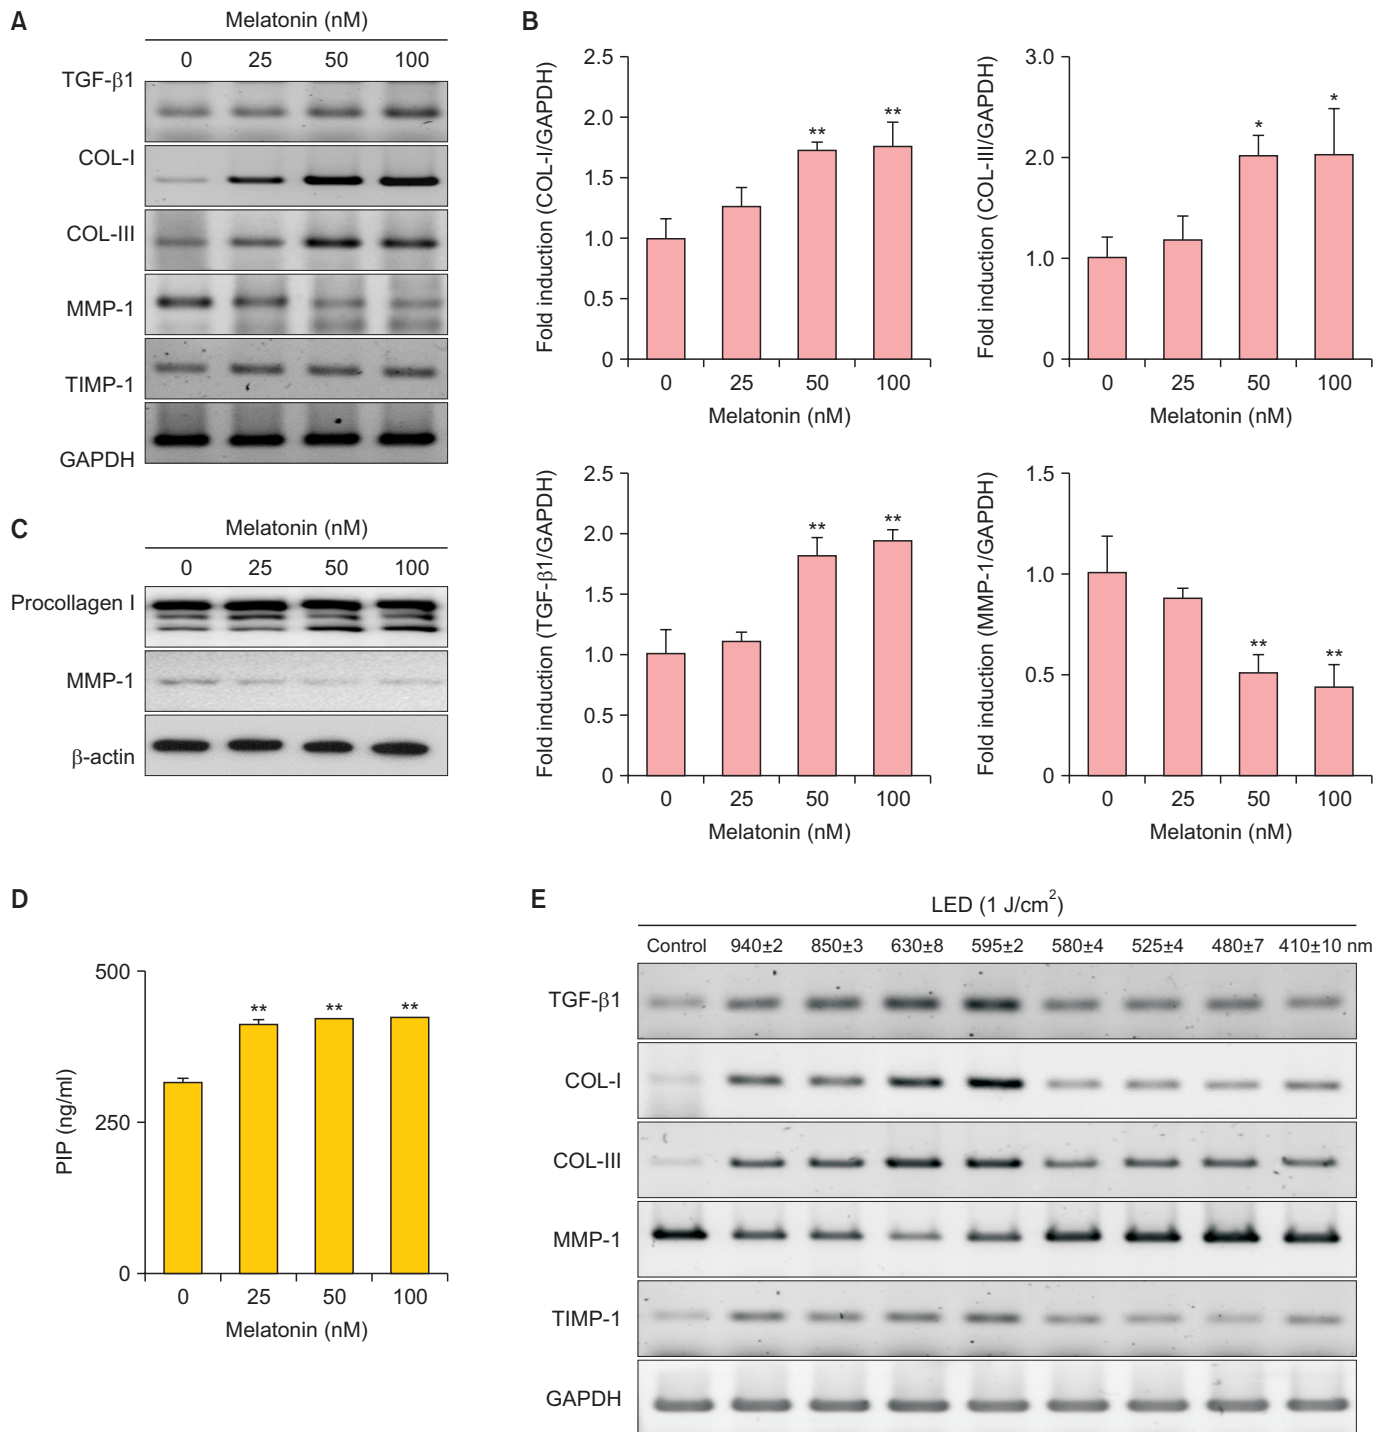 A
Melatonin (nM)
0 25 50 100
TGF-β1
COL-I
COL-III
MMP-1
TIMP-1
GAPDH
B
Fold induction (COL-I/GAPDH)
2.5
2.0
1.5
1.0
0.5
0
** **
0 25 50 100
Melatonin (nM)
Fold induction (COL-III/GAPDH)
3.0
2.0
1.0
0
* *
0 25 50 100
Melatonin (nM)
Fold induction (TGF-β1/GAPDH)
2.5
2.0
1.5
1.0
0.5
0
** **
0 25 50 100
Melatonin (nM)
Fold induction (MMP-1/GAPDH)
1.5
1.0
0.5
0
** **
0 25 50 100
Melatonin (nM)
C
Melatonin (nM)
0 25 50 100
Procollagen I
MMP-1
β-actin
D
PIP (ng/ml)
500
250
0
** ** **
0 25 50 100
Melatonin (nM)
E
LED (1 J/cm²)
Control 940±2 850±3 630±8 595±2 580±4 525±4 480±7 410±10 nm
TGF-β1
COL-I
COL-III
MMP-1
TIMP-1
GAPDH